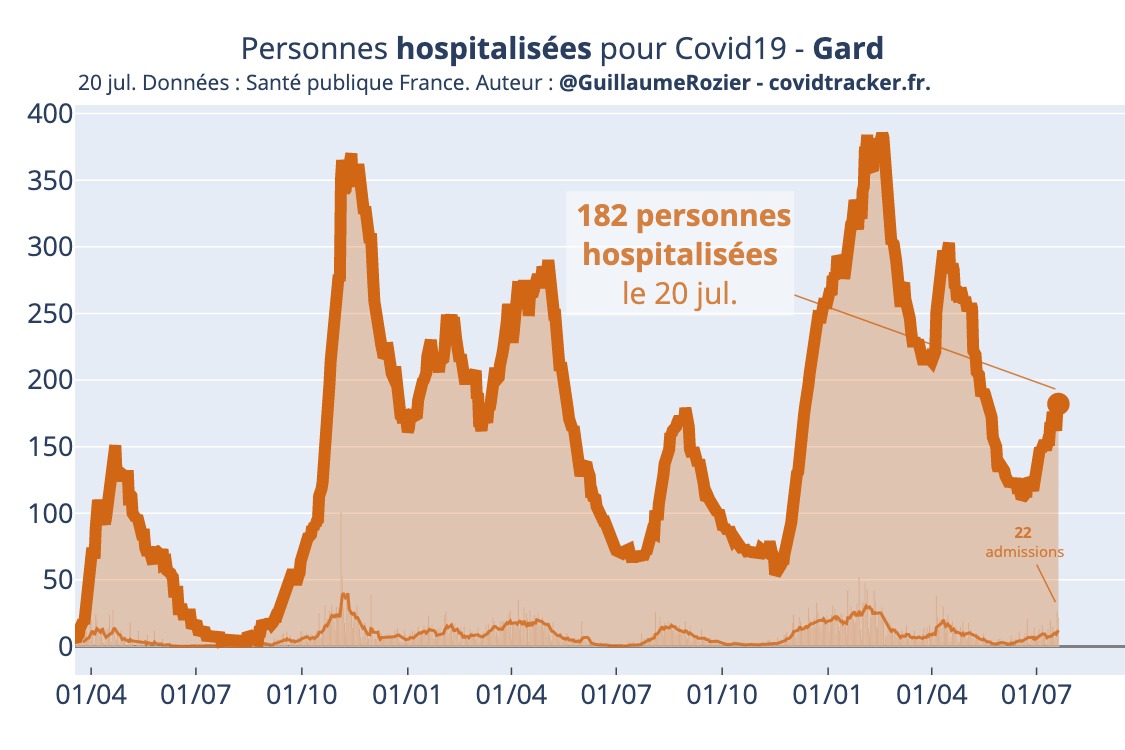 Personnes hospitalisées pour Covid19 - Gard
20 jul. Données : Santé publique France. Auteur : @GuillaumeRozier - covidtracker.fr.
400
350
300
250
200
150
100
50
0
182 personnes
hospitalisées
le 20 jul.
22
admissions
01/04 01/07 01/10 01/01 01/04 01/07 01/10 01/01 01/04 01/07